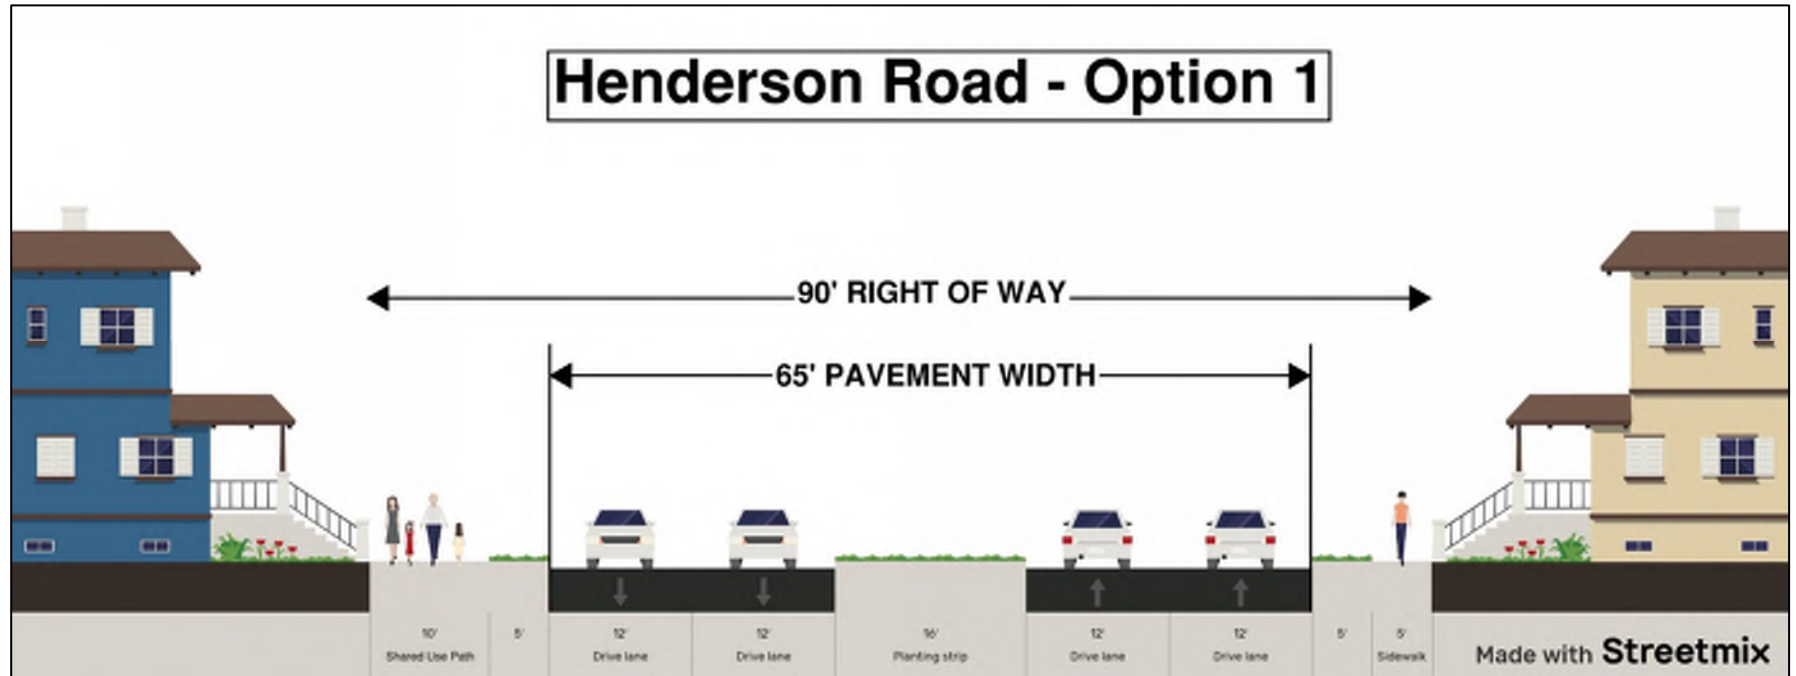 Henderson Road - Option 1
90' RIGHT OF WAY
65' PAVEMENT WIDTH
10' 5' 12' 12' 16' 12' 12' 5' 5'
Shared Use Path Drive lane Drive lane Planting strip Drive lane Drive lane Sidewalk
Made with Streetmix